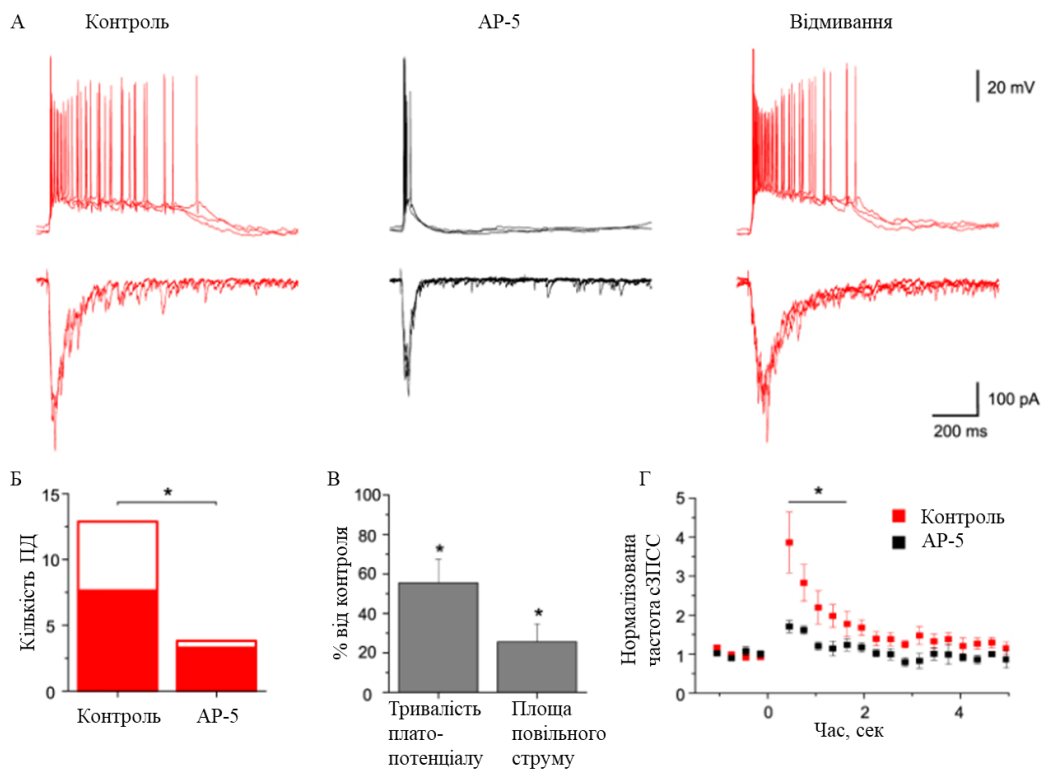 А Контроль АР-5 Відмивання
20 mV
100 pA
200 ms
Б В Г
15
10
5
0
Кількість ПД
*
Контроль АР-5
100
80
60
40
20
0
% від контроля
*
*
Тривалість
плато-
потенціалу
Площа
повільного
струму
5
4
3
2
1
0
Нормалізована
частота сЗПСС
*
Контроль
АР-5
0 2 4
Час, сек